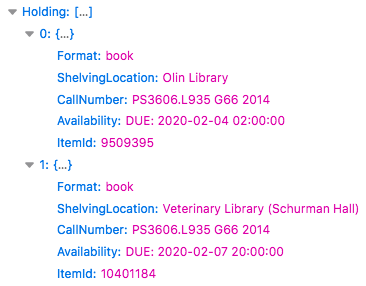 Holding: […]
0: {…}
Format: book
ShelvingLocation: Olin Library
CallNumber: PS3606.L935 G66 2014
Availability: DUE: 2020-02-04 02:00:00
ItemId: 9509395
1: {…}
Format: book
ShelvingLocation: Veterinary Library (Schurman Hall)
CallNumber: PS3606.L935 G66 2014
Availability: DUE: 2020-02-07 20:00:00
ItemId: 10401184